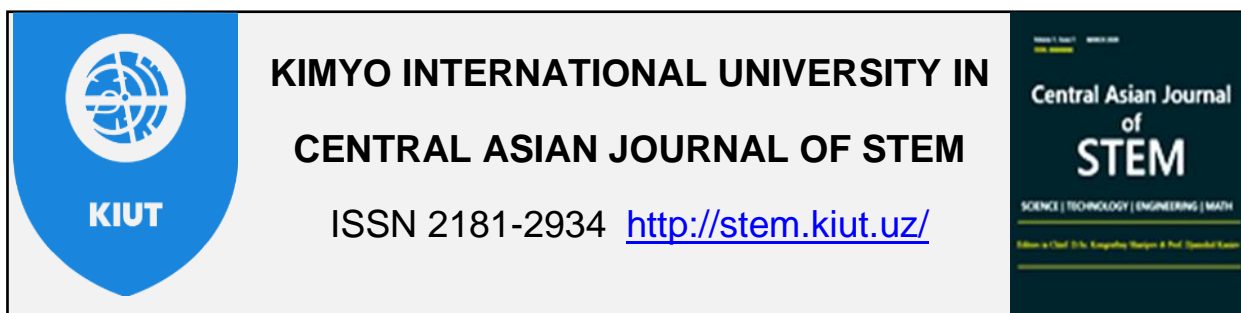 KIUT
KIMYO INTERNATIONAL UNIVERSITY IN
CENTRAL ASIAN JOURNAL OF STEM
ISSN 2181-2934 http://stem.kiut.uz/
Central Asian Journal
of
STEM
SCIENCE | TECHNOLOGY | ENGINEERING | MATH